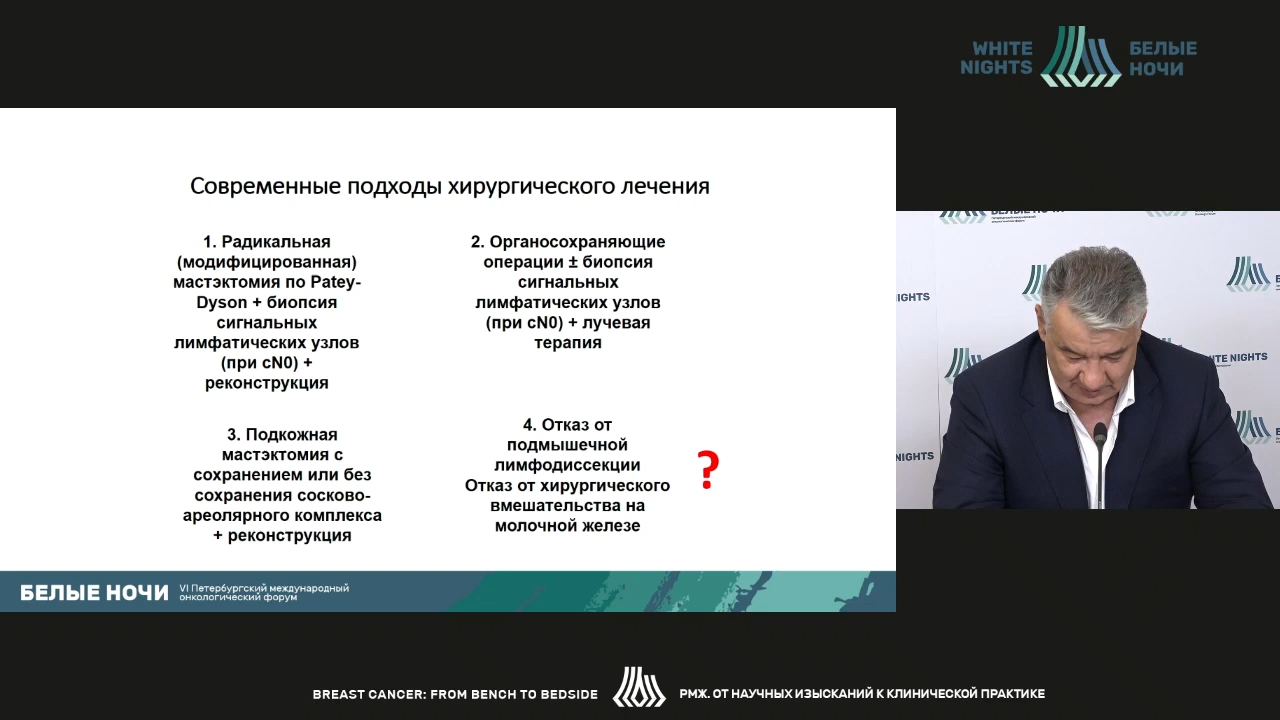 WHITE
NIGHTS
БЕЛЫЕ
НОЧИ
Современные подходы хирургического лечения
1. Радикальная
(модифицированная)
мастэктомия по Patey-
Dyson + биопсия
сигнальных
лимфатических узлов
(при cN0) +
реконструкция
2. Органосохраняющие
операции ± биопсия
сигнальных
лимфатических узлов
(при cN0) + лучевая
терапия
3. Подкожная
мастэктомия с
сохранением или без
сохранения сосково-
ареолярного комплекса
+ реконструкция
4. Отказ от
подмышечной
лимфодиссекции
Отказ от хирургического
вмешательства на
молочной железе
?
БЕЛЫЕ НОЧИ
VI Петербургский международный
онкологический форум
NIGHTS
WHITE NIGHTS
NIGHTS
BREAST CANCER: FROM BENCH TO BEDSIDE
РМЖ. ОТ НАУЧНЫХ ИЗЫСКАНИЙ К КЛИНИЧЕСКОЙ ПРАКТИКЕ